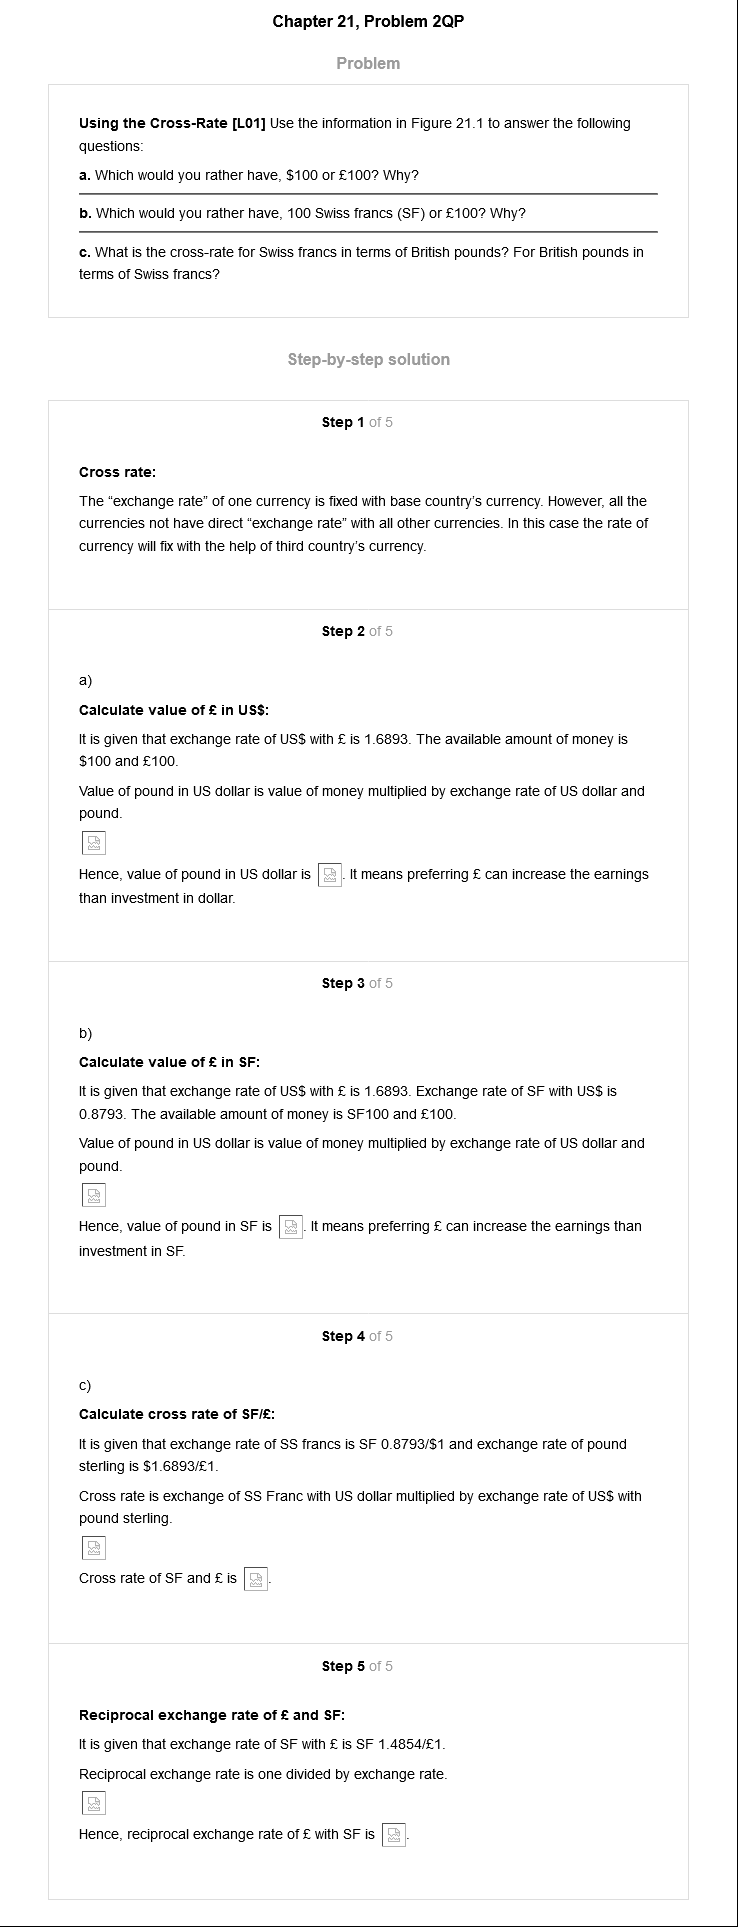 Chapter 21, Problem 2QP
Problem
Using the Cross-Rate [L01] Use the information in Figure 21.1 to answer the following
questions:
a. Which would you rather have, $100 or £100? Why?
b. Which would you rather have, 100 Swiss francs (SF) or £100? Why?
c. What is the cross-rate for Swiss francs in terms of British pounds? For British pounds in
terms of Swiss francs?
Step-by-step solution
Step 1 of 5
Cross rate:
The “exchange rate” of one currency is fixed with base country’s currency. However, all the
currencies not have direct “exchange rate” with all other currencies. In this case the rate of
currency will fix with the help of third country’s currency.
Step 2 of 5
a)
Calculate value of £ in US$:
It is given that exchange rate of US$ with £ is 1.6893. The available amount of money is
$100 and £100.
Value of pound in US dollar is value of money multiplied by exchange rate of US dollar and
pound.
Hence, value of pound in US dollar is . It means preferring £ can increase the earnings
than investment in dollar.
Step 3 of 5
b)
Calculate value of £ in SF:
It is given that exchange rate of US$ with £ is 1.6893. Exchange rate of SF with US$ is
0.8793. The available amount of money is SF100 and £100.
Value of pound in US dollar is value of money multiplied by exchange rate of US dollar and
pound.
Hence, value of pound in SF is . It means preferring £ can increase the earnings than
investment in SF.
Step 4 of 5
c)
Calculate cross rate of SF/£:
It is given that exchange rate of SS francs is SF 0.8793/$1 and exchange rate of pound
sterling is $1.6893/£1.
Cross rate is exchange of SS Franc with US dollar multiplied by exchange rate of US$ with
pound sterling.
Cross rate of SF and £ is .
Step 5 of 5
Reciprocal exchange rate of £ and SF:
It is given that exchange rate of SF with £ is SF 1.4854/£1.
Reciprocal exchange rate is one divided by exchange rate.
Hence, reciprocal exchange rate of £ with SF is .